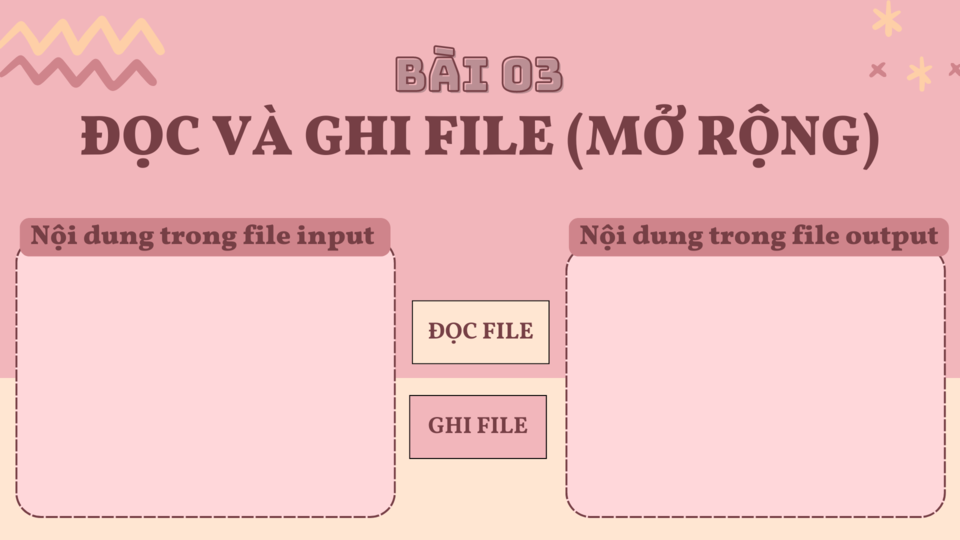 BÀI 03
ĐỌC VÀ GHI FILE (MỞ RỘNG)
Nội dung trong file input
Nội dung trong file output
ĐỌC FILE
GHI FILE